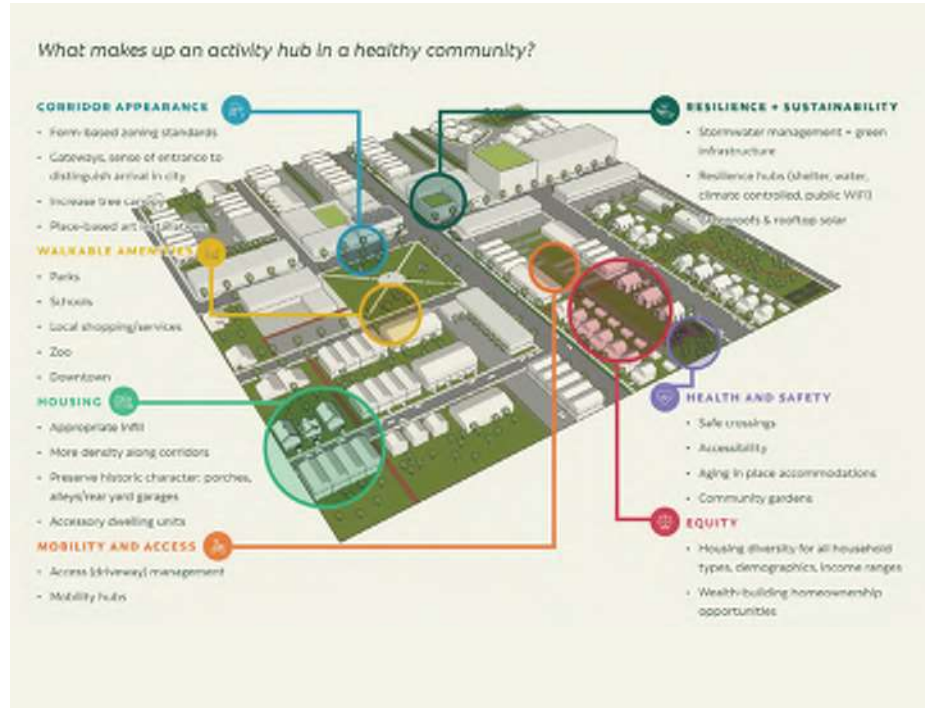 What makes up an activity hub in a healthy community?
CORRIDOR APPEARANCE
• Form-based zoning standards
• Gateways, sense of entrance to
distinguish arrival in city
• Increase tree canopy
• Place-based art installations
WALKABLE AMENITIES
• Parks
• Schools
• Local shopping/services
• Zoo
• Downtown
HOUSING
• Appropriate infill
• More density along corridors
• Preserve historic character: porches,
alleys/rear yard garages
• Accessory dwelling units
MOBILITY AND ACCESS
• Access (driveway) management
• Mobility hubs
RESILIENCE + SUSTAINABILITY
• Stormwater management + green
infrastructure
• Resilience hubs (shelter, water,
climate controlled, public WiFi)
• & rooftop solar
HEALTH AND SAFETY
• Safe crossings
• Accessibility
• Aging in place accommodations
• Community gardens
EQUITY
• Housing diversity for all household
types, demographics, income ranges
• Wealth-building homeownership
opportunities